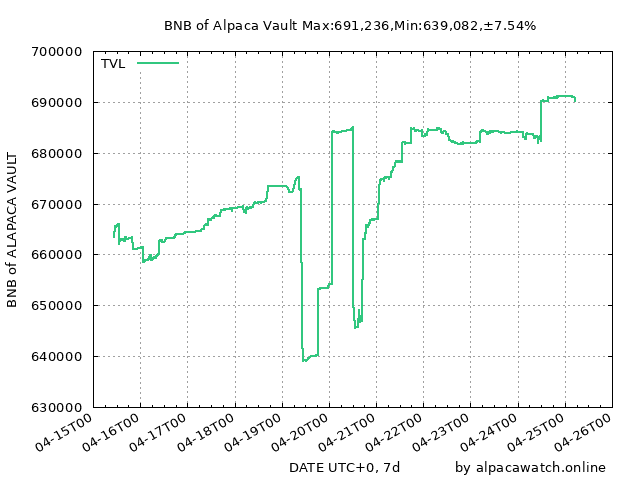 BNB of Alpaca Vault Max:691,236,Min:639,082,±7.54%
TVL
BNB of ALAPACA VAULT
700000
690000
680000
670000
660000
650000
640000
630000
04-15T00
04-16T00
04-17T00
04-18T00
04-19T00
04-20T00
04-21T00
04-22T00
04-23T00
04-24T00
04-25T00
04-26T00
DATE UTC+0, 7d
by alpacawatch.online